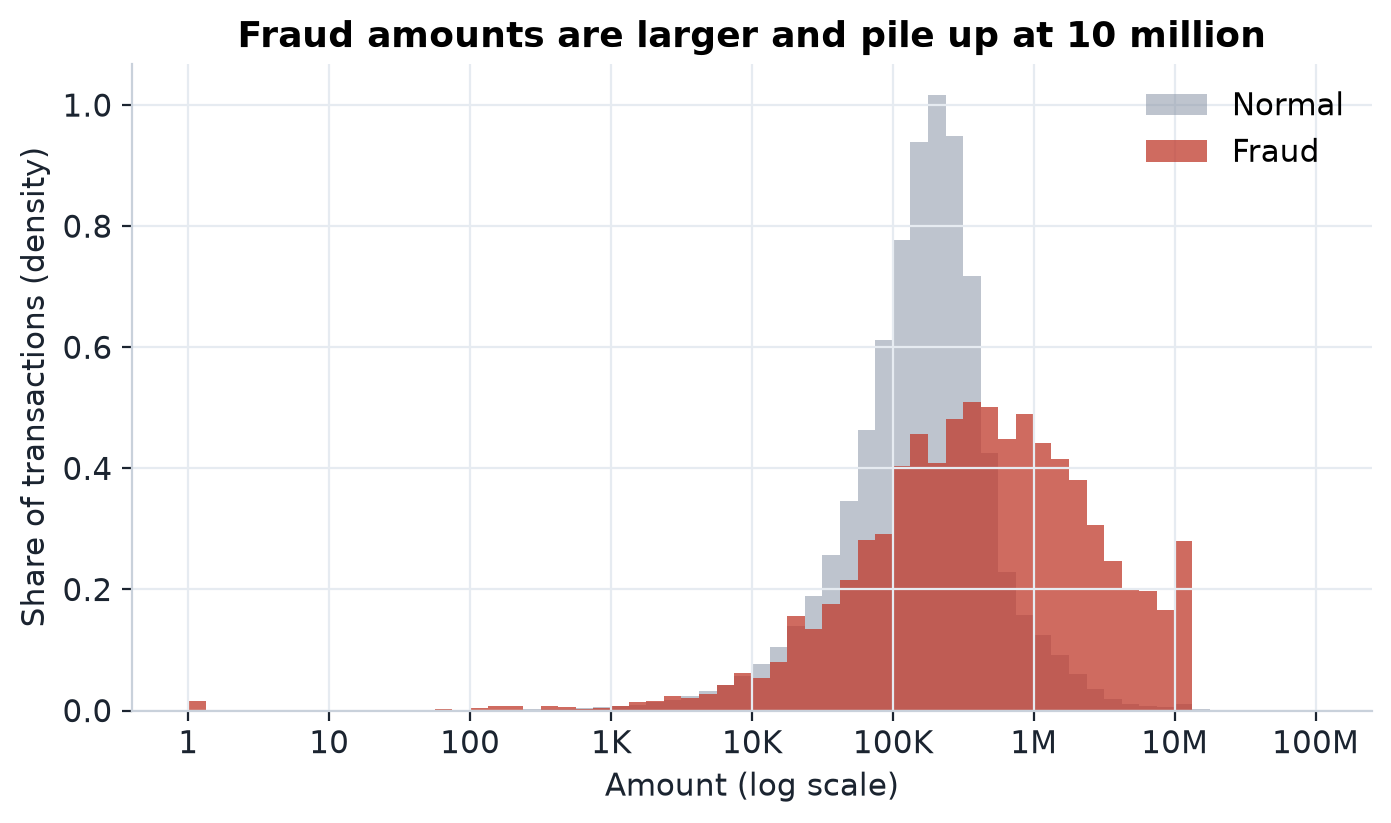 Fraud amounts are larger and pile up at 10 million
Normal
Fraud
Share of transactions (density)
1.0
0.8
0.6
0.4
0.2
0.0
1 10 100 1K 10K 100K 1M 10M 100M
Amount (log scale)